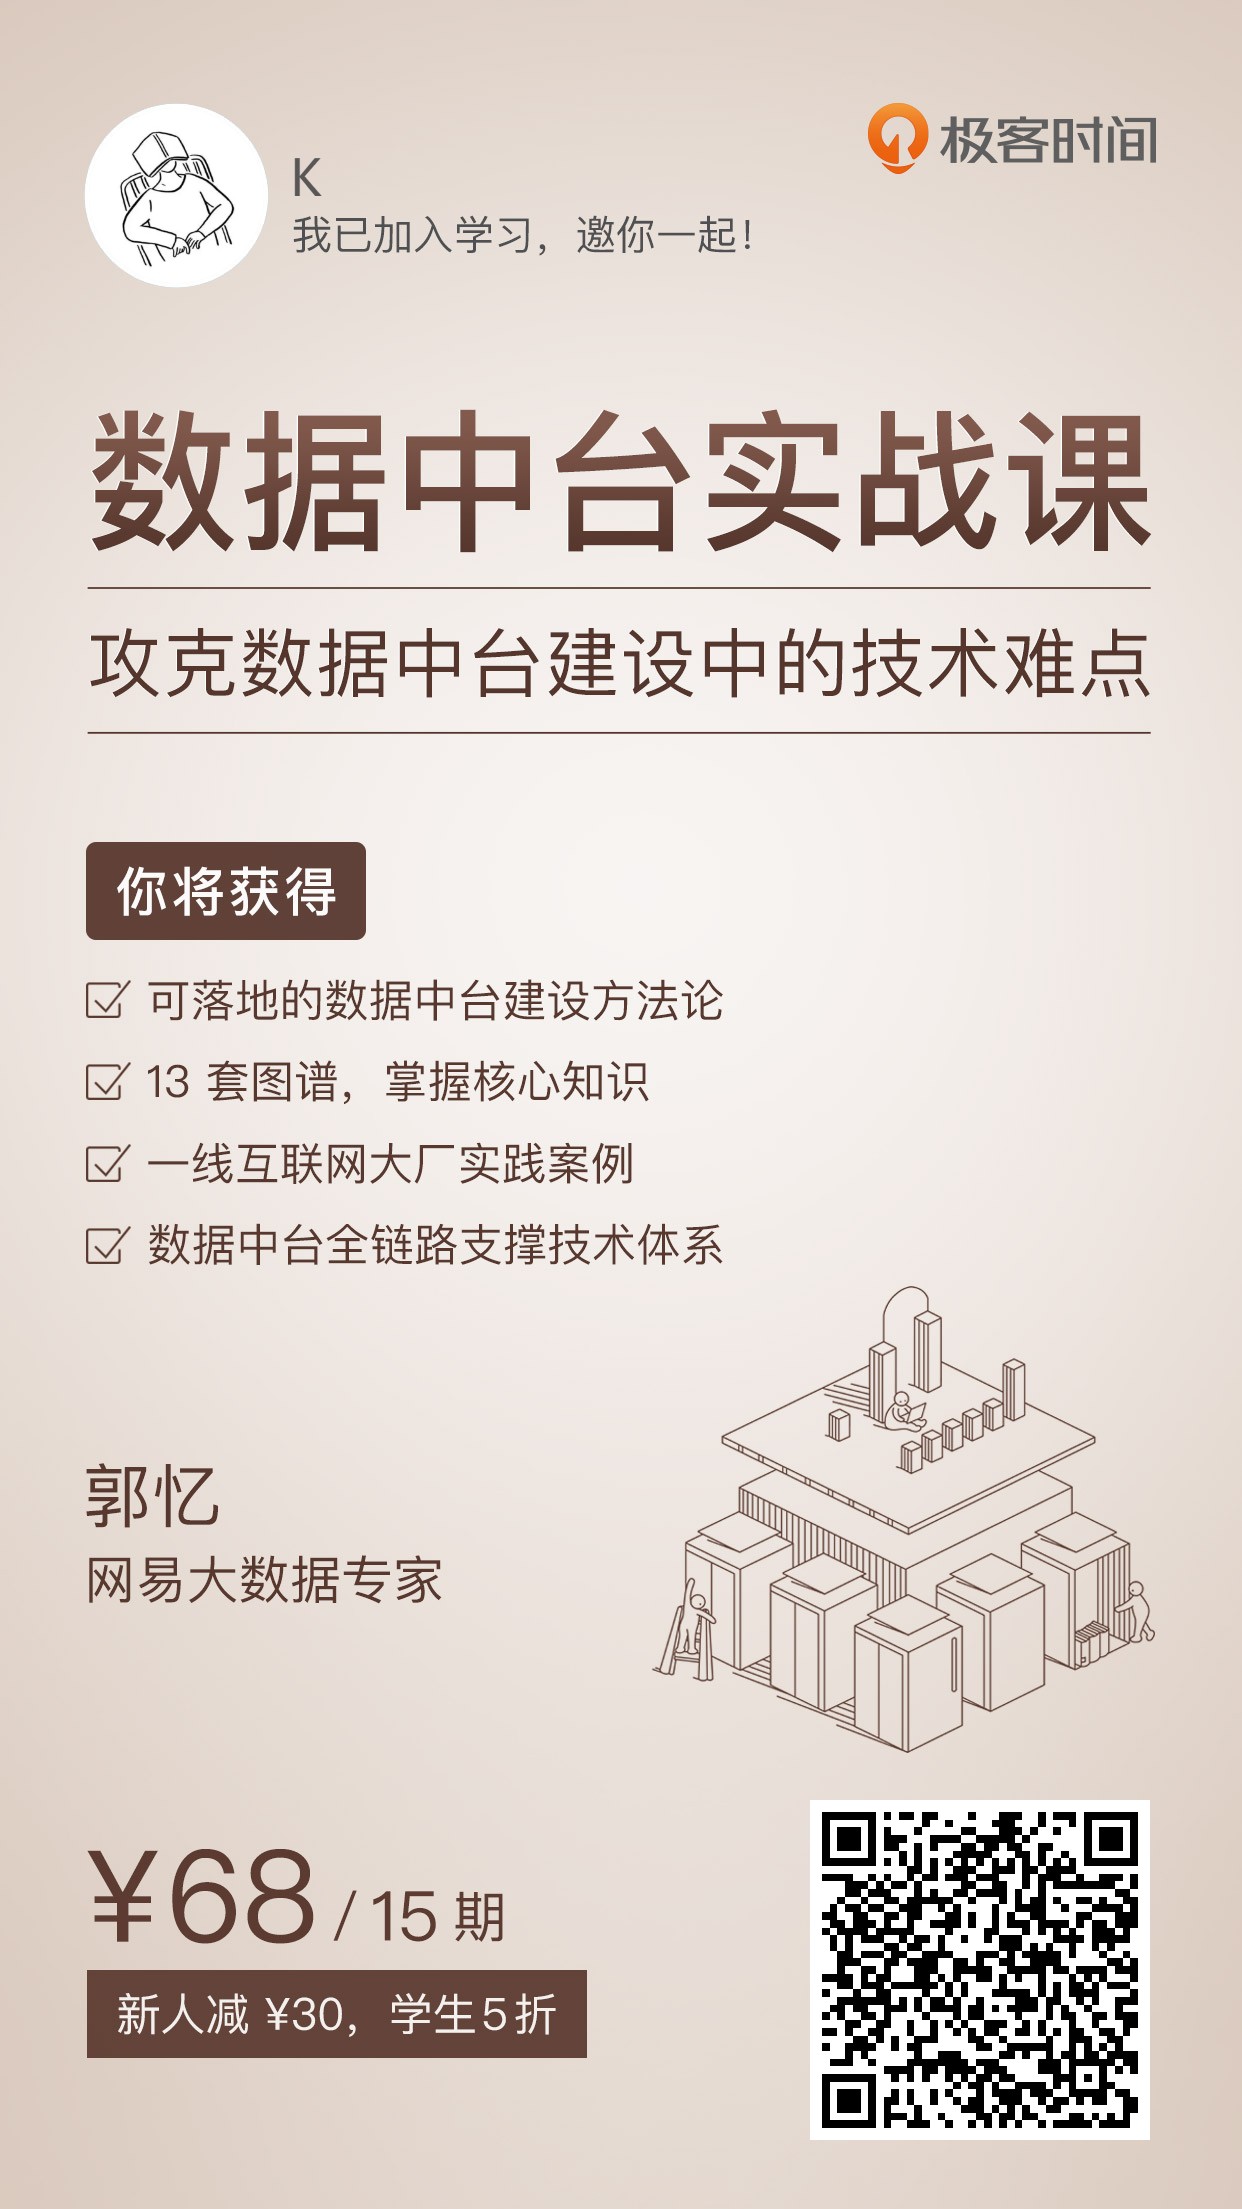 极客时间
K
我已加入学习，邀你一起！
数据中台实战课
攻克数据中台建设中的技术难点
你将获得
可落地的数据中台建设方法论
13 套图谱，掌握核心知识
一线互联网大厂实践案例
数据中台全链路支撑技术体系
郭忆
网易大数据专家
¥68 / 15 期
新人减 ¥30，学生5折